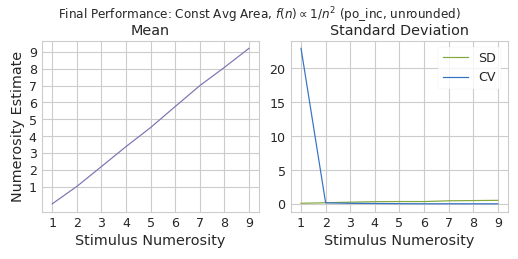 Final Performance: Const Avg Area, f(n) ∝ 1/n² (po_inc, unrounded)
Mean
Numerosity Estimate
9
8
7
6
5
4
3
2
1
1 2 3 4 5 6 7 8 9
Stimulus Numerosity
Standard Deviation
SD
CV
20
15
10
5
0
1 2 3 4 5 6 7 8 9
Stimulus Numerosity